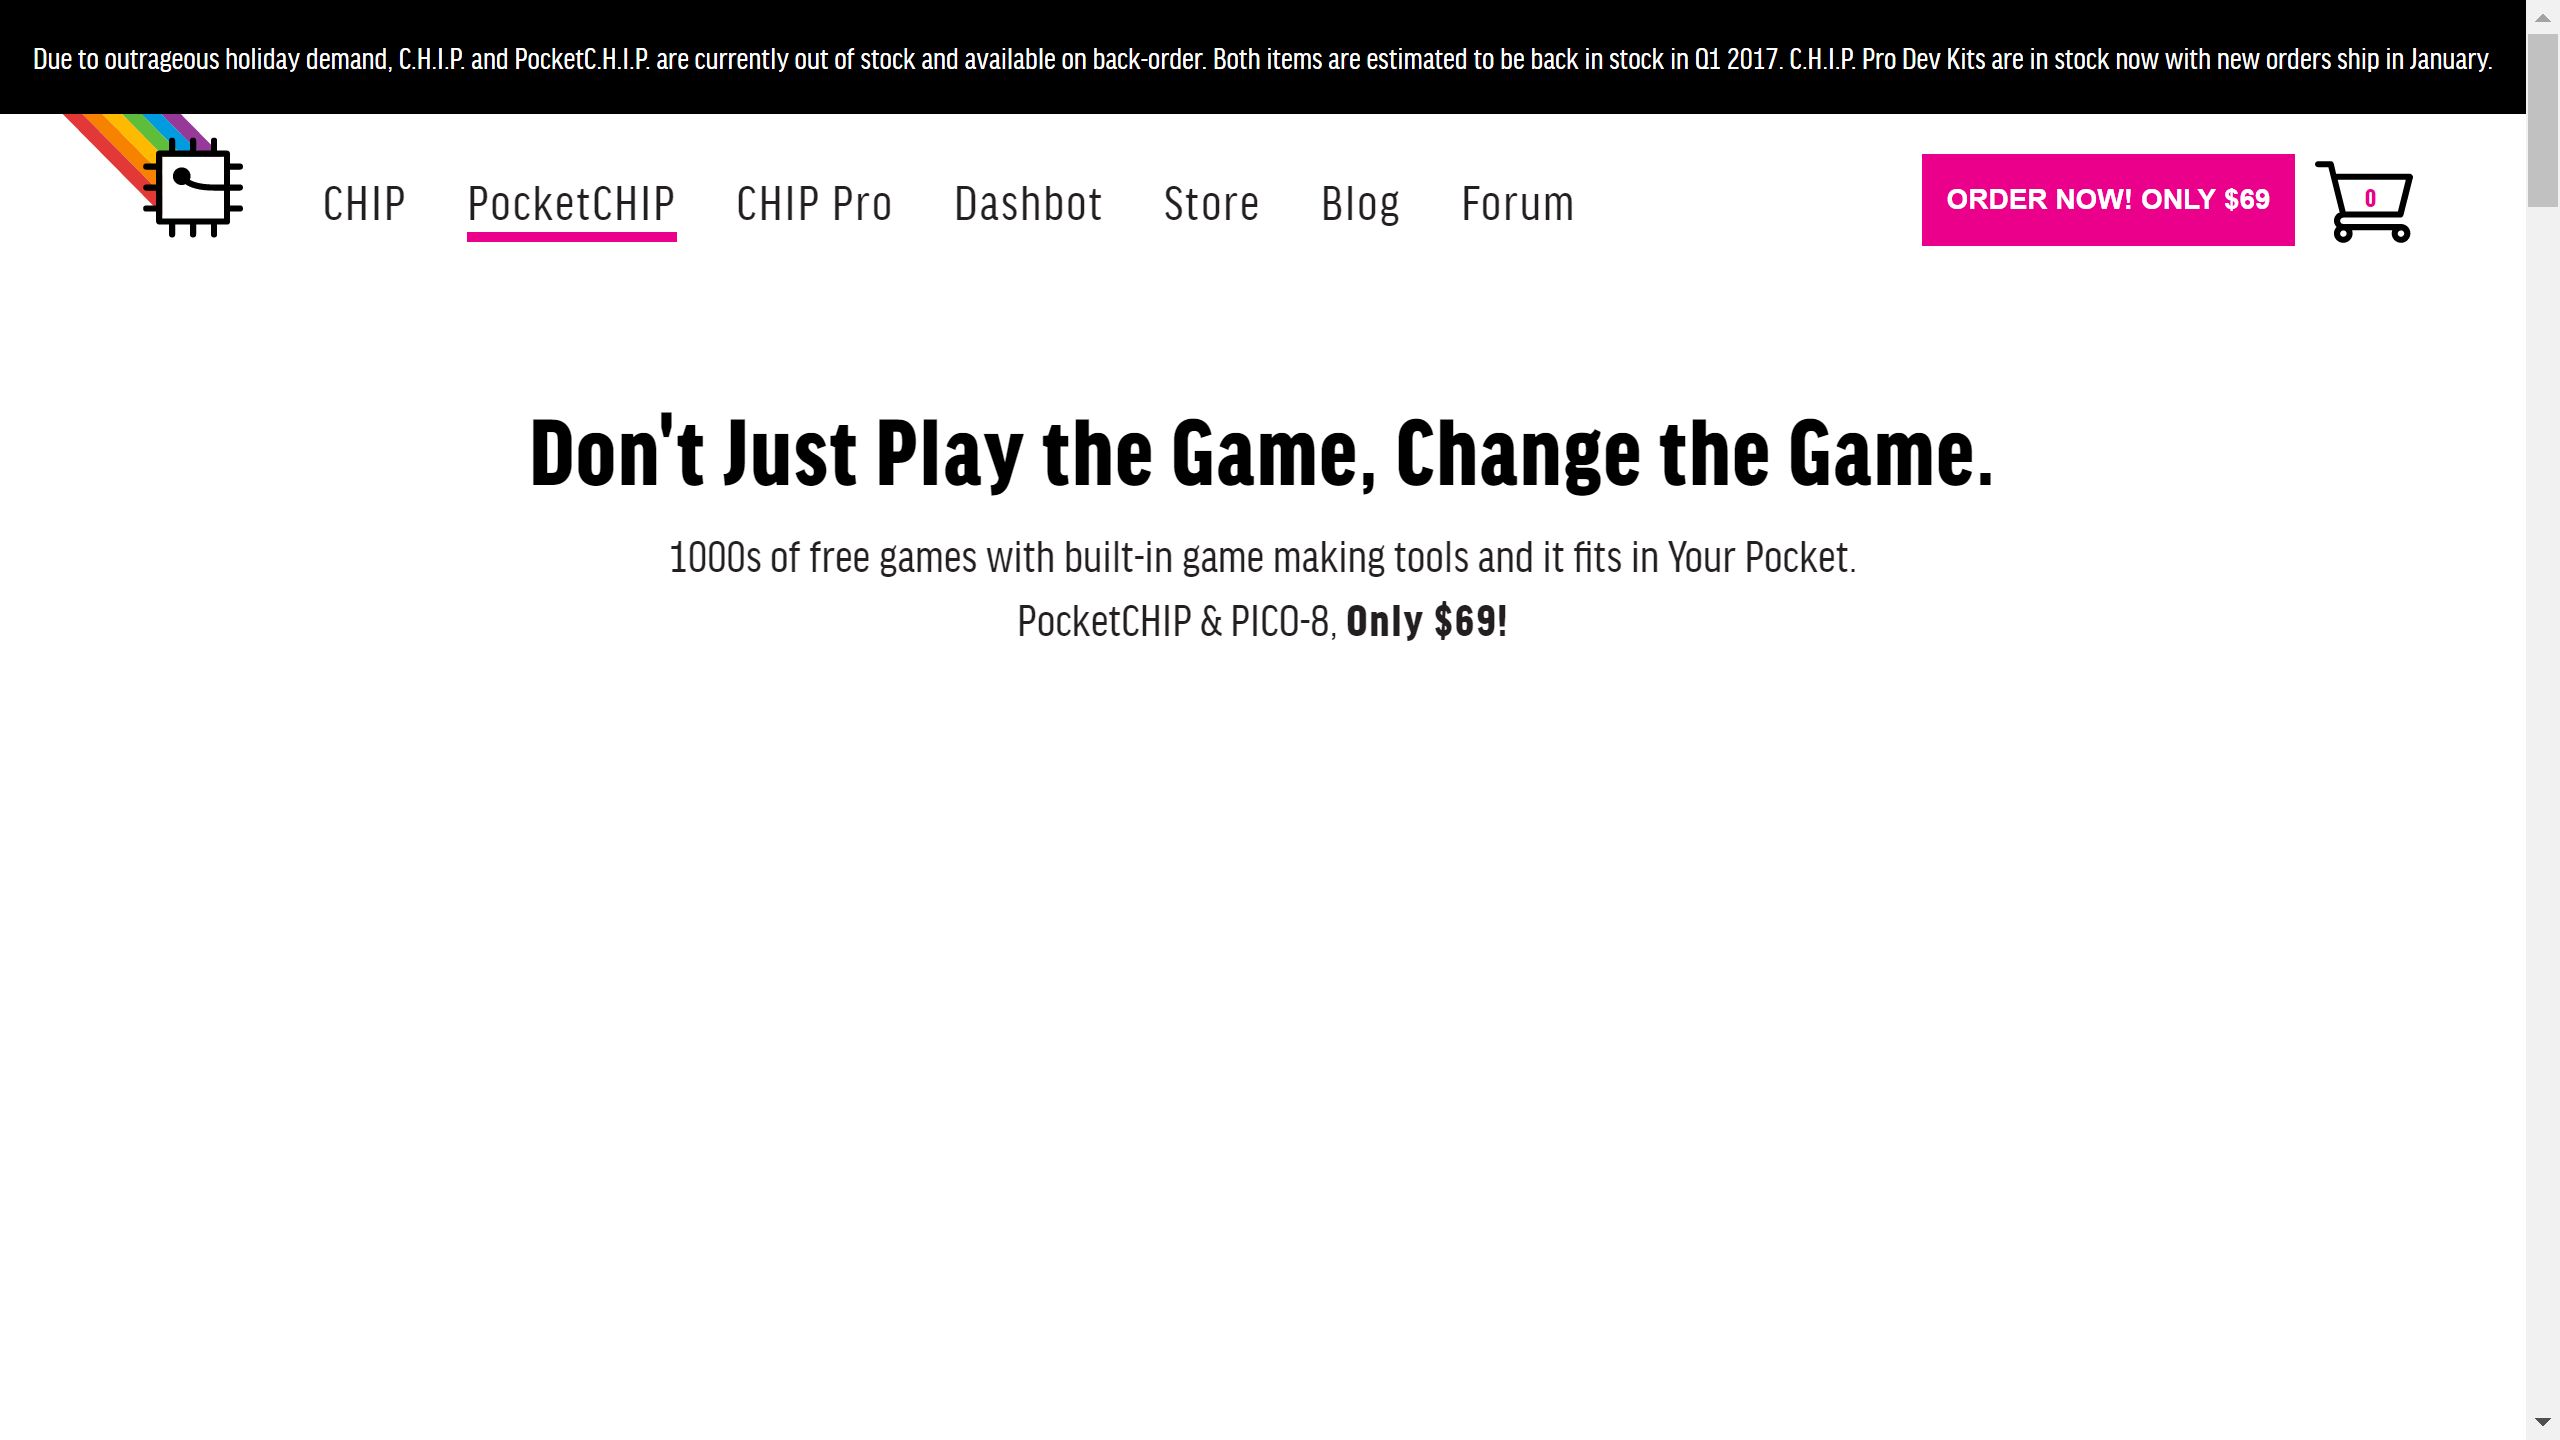 Due to outrageous holiday demand, C.H.I.P. and PocketC.H.I.P. are currently out of stock and available on back-order. Both items are estimated to be back in stock in Q1 2017. C.H.I.P. Pro Dev Kits are in stock now with new orders ship in January.
CHIP PocketCHIP CHIP Pro Dashbot Store Blog Forum ORDER NOW! ONLY $69 0
Don't Just Play the Game, Change the Game.
1000s of free games with built-in game making tools and it fits in Your Pocket.
PocketCHIP & PICO-8, Only $69!